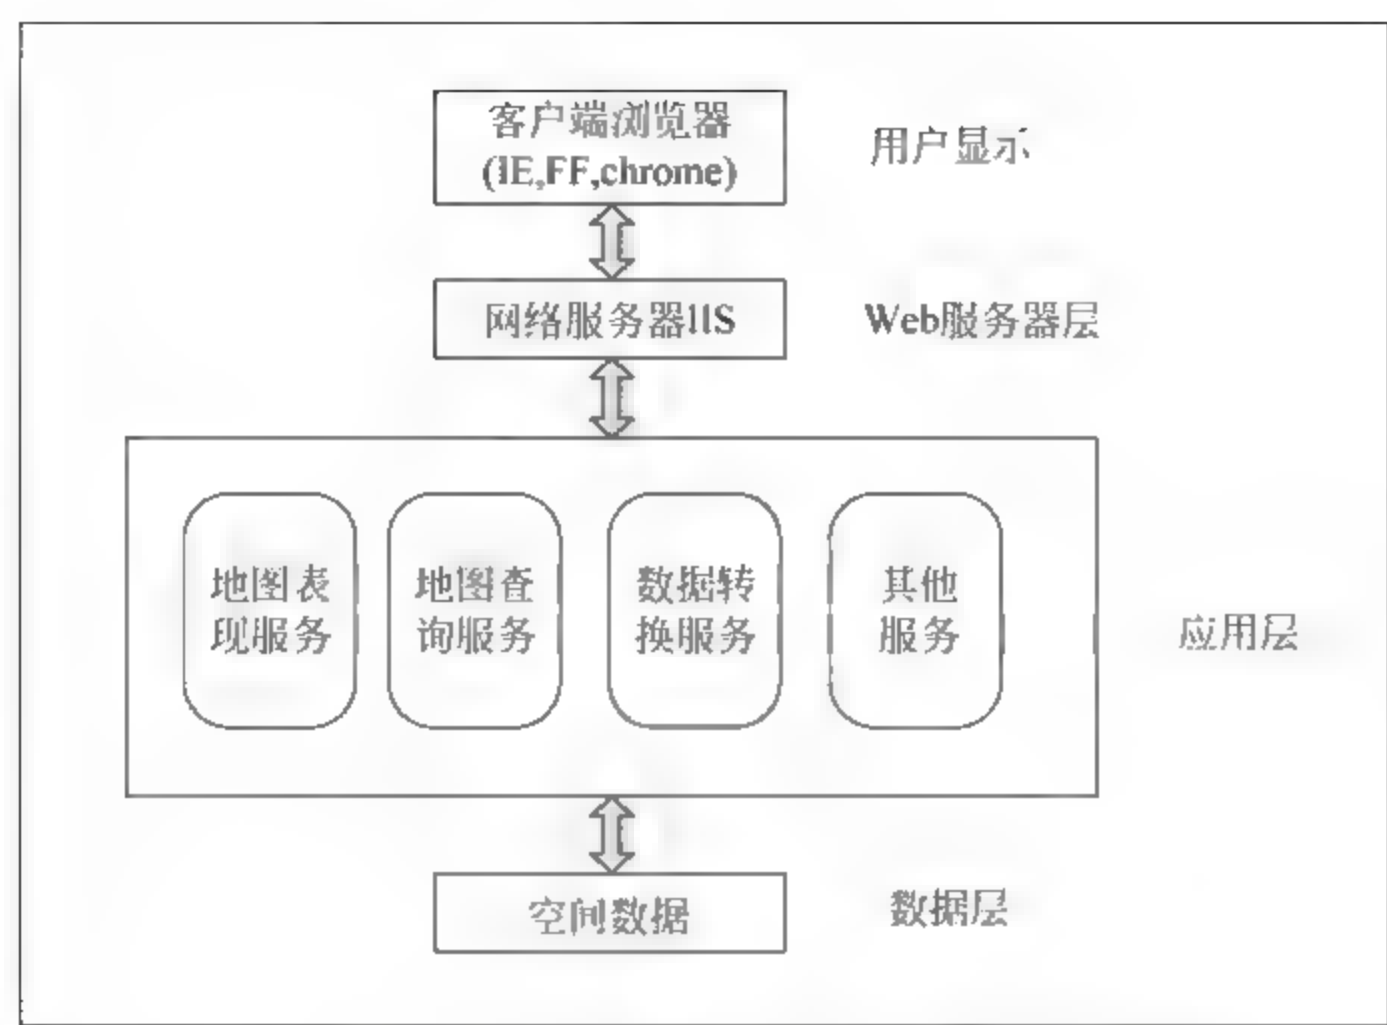 客户端浏览器
(IE,FF,chrome)
用户显示
网络服务器IIS
Web服务器层
地图表
现服务
地图查
询服务
数据转
换服务
其他
服务
应用层
空间数据
数据层